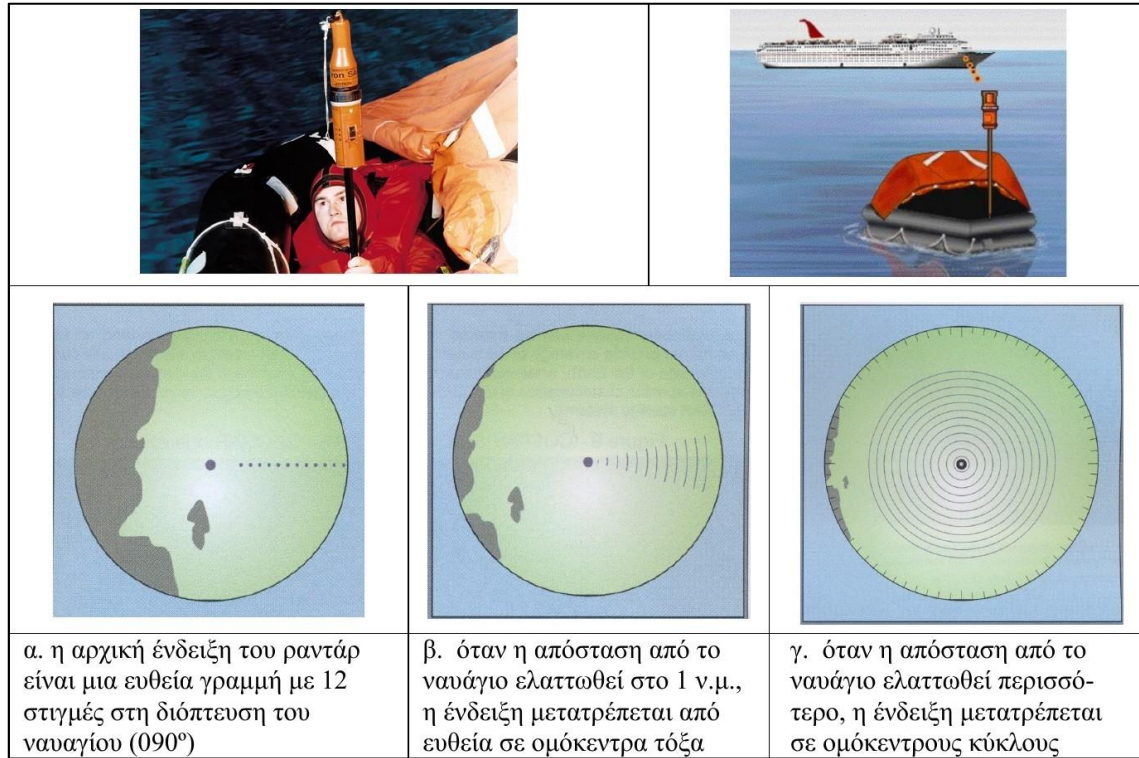 α. η αρχική ένδειξη του ραντάρ
είναι μια ευθεία γραμμή με 12
στιγμές στη διόπτευση του
ναυαγίου (090º)
β. όταν η απόσταση από το
ναυάγιο ελαττωθεί στο 1 ν.μ.,
η ένδειξη μετατρέπεται από
ευθεία σε ομόκεντρα τόξα
γ. όταν η απόσταση από το
ναυάγιο ελαττωθεί περισσό-
τερο, η ένδειξη μετατρέπεται
σε ομόκεντρους κύκλους